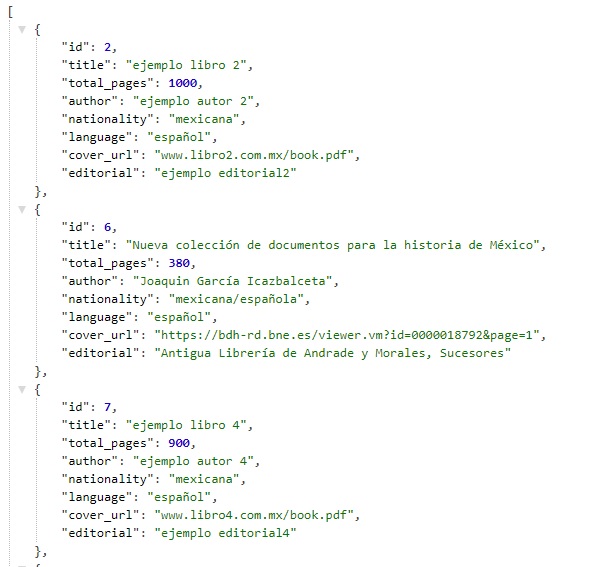 [
{
"id": 2,
"title": "ejemplo libro 2",
"total_pages": 1000,
"author": "ejemplo autor 2",
"nationality": "mexicana",
"language": "español",
"cover_url": "www.libro2.com.mx/book.pdf",
"editorial": "ejemplo editorial2"
},
{
"id": 6,
"title": "Nueva colección de documentos para la historia de México",
"total_pages": 380,
"author": "Joaquin García Icazbalceta",
"nationality": "mexicana/española",
"language": "español",
"cover_url": "https://bdh-rd.bne.es/viewer.vm?id=0000018792&page=1",
"editorial": "Antigua Librería de Andrade y Morales, Sucesores"
},
{
"id": 7,
"title": "ejemplo libro 4",
"total_pages": 900,
"author": "ejemplo autor 4",
"nationality": "mexicana",
"language": "español",
"cover_url": "www.libro4.com.mx/book.pdf",
"editorial": "ejemplo editorial4"
},